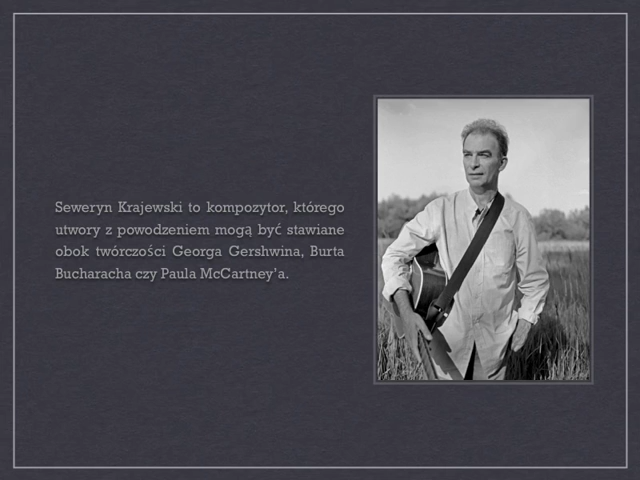 Seweryn Krajewski to kompozytor, którego
utwory z powodzeniem mogą być stawiane
obok twórczości Georga Gershwina, Burta
Bucharacha czy Paula McCartney'a.